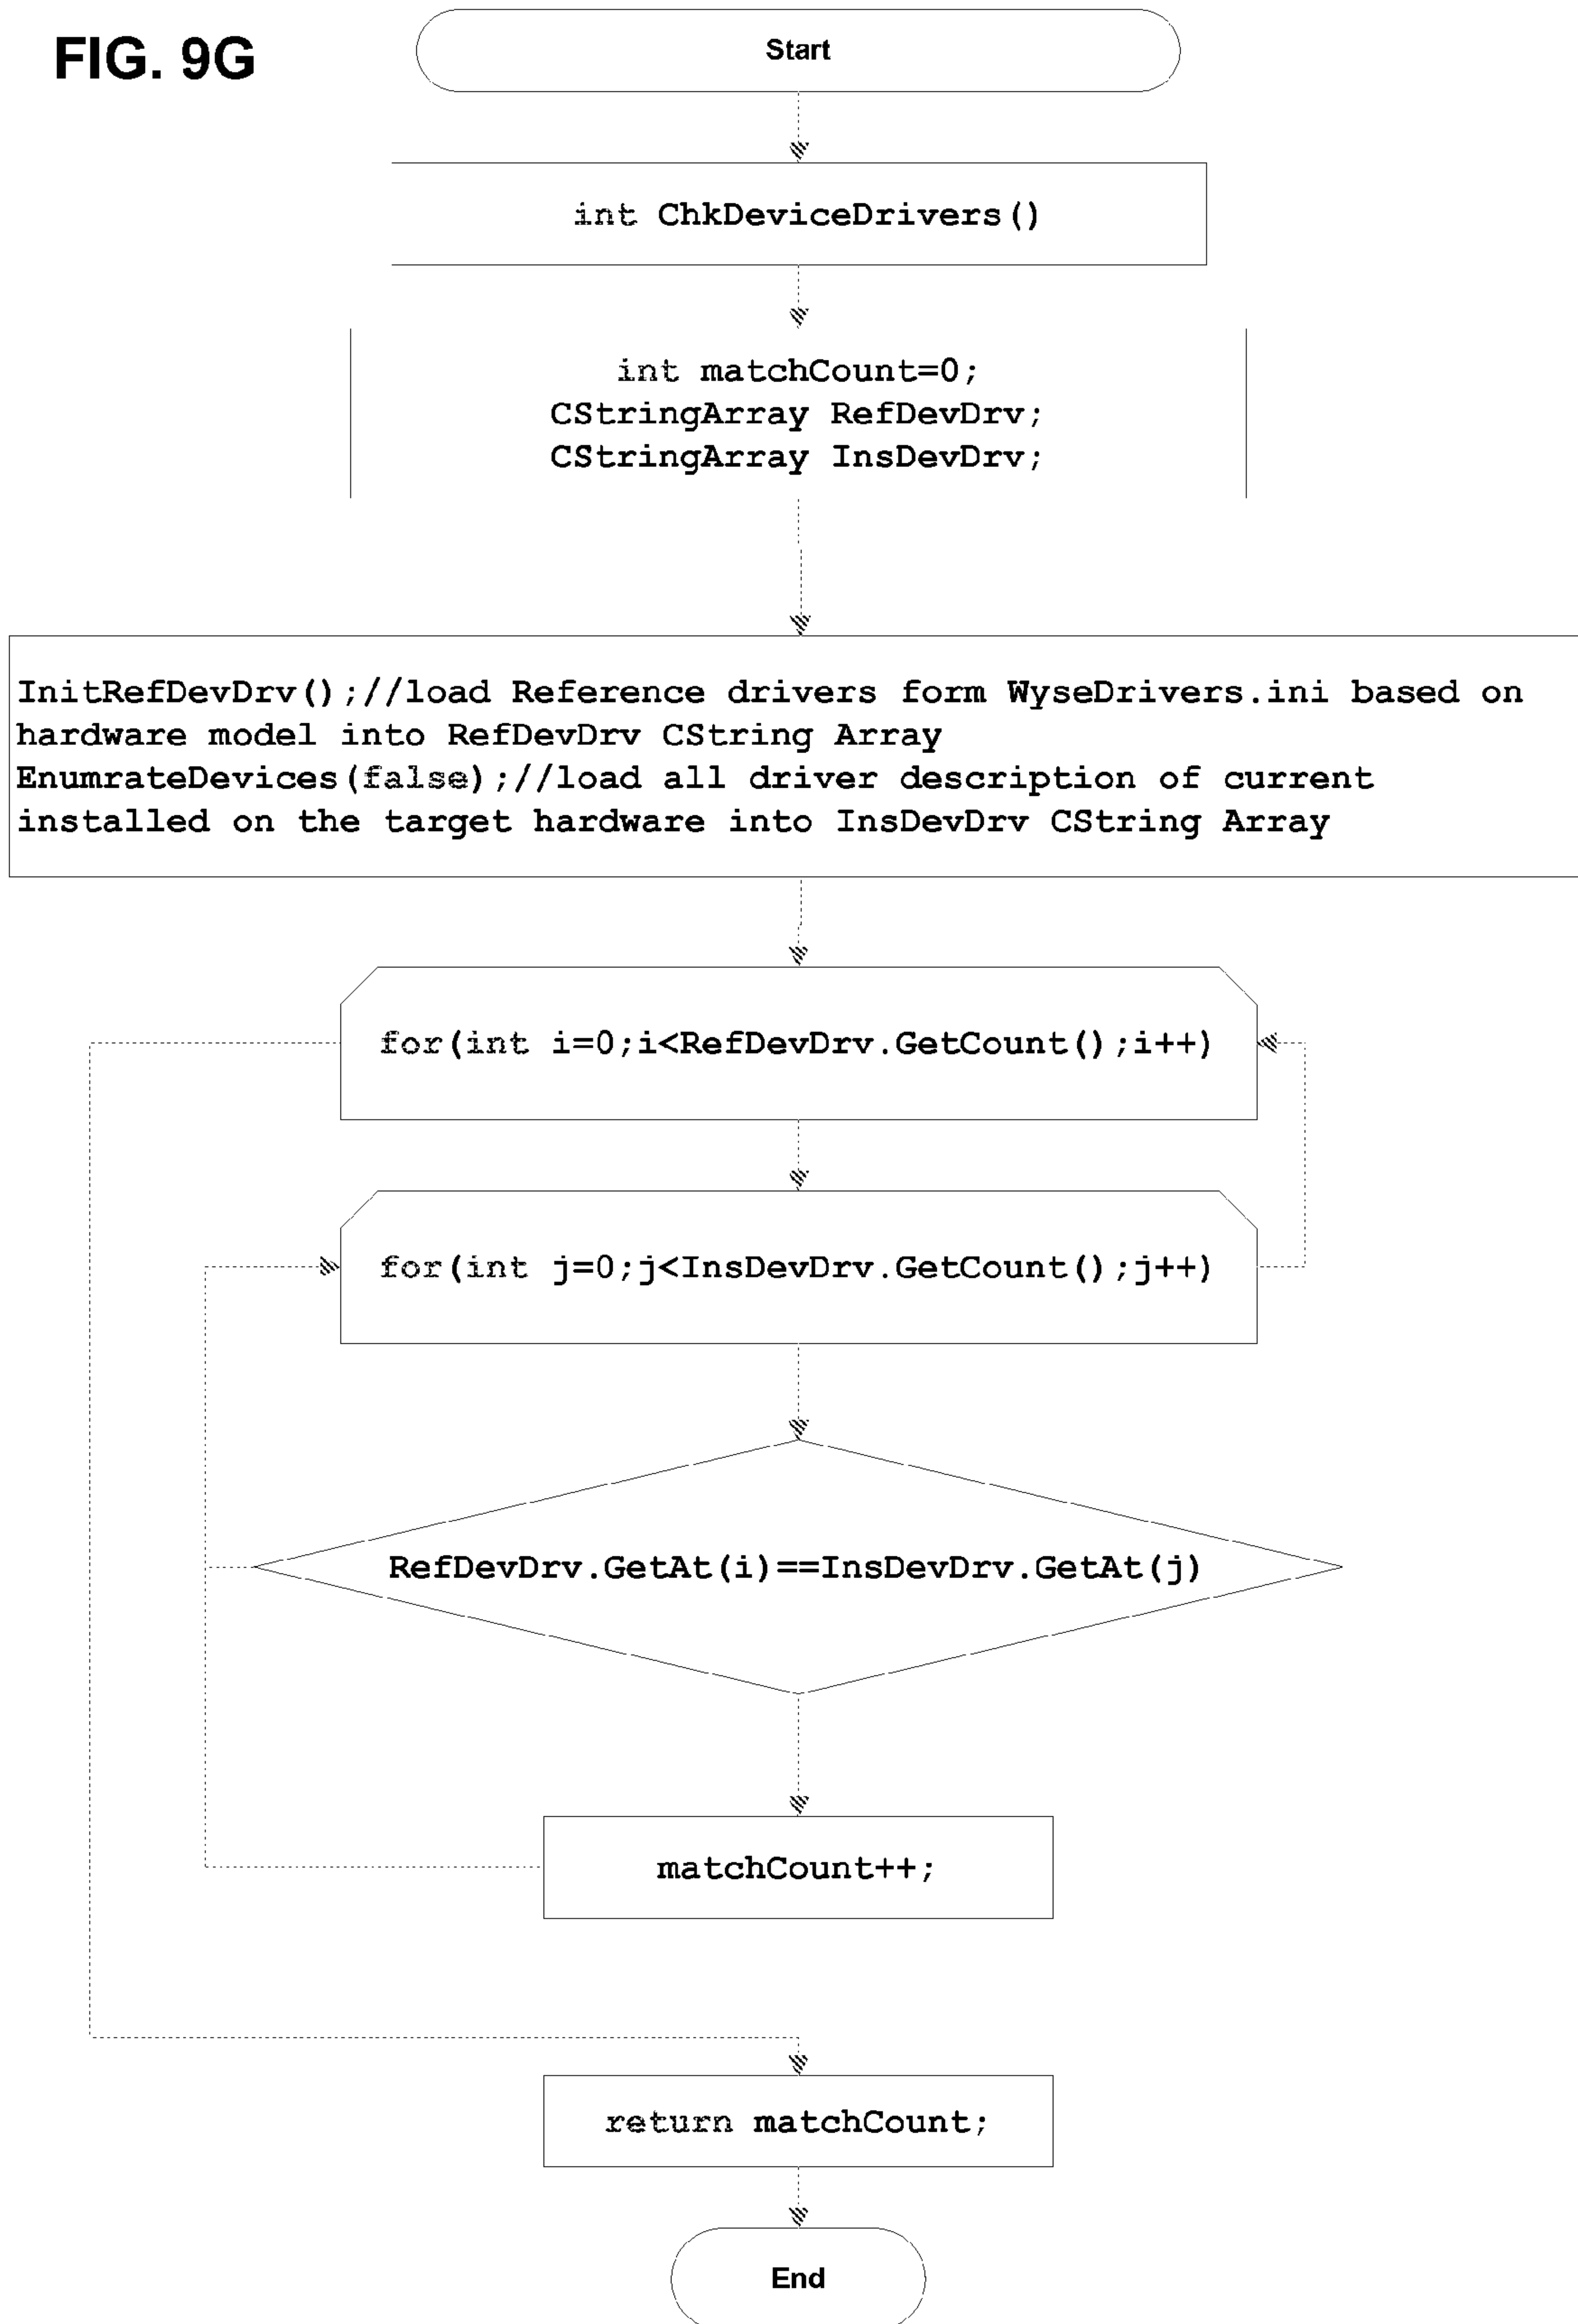 FIG. 9G
Start
int ChkDeviceDrivers()
int matchCount=0;
CStringArray RefDevDrv;
CStringArray InsDevDrv;
InitRefDevDrv();//load Reference drivers form WyseDrivers.ini based on
hardware model into RefDevDrv CString Array
EnumrateDevices(false);//load all driver description of current
installed on the target hardware into InsDevDrv CString Array
for(int i=0;i<RefDevDrv.GetCount();i++)
for(int j=0;j<InsDevDrv.GetCount();j++)
RefDevDrv.GetAt(i)==InsDevDrv.GetAt(j)
matchCount++;
return matchCount;
End